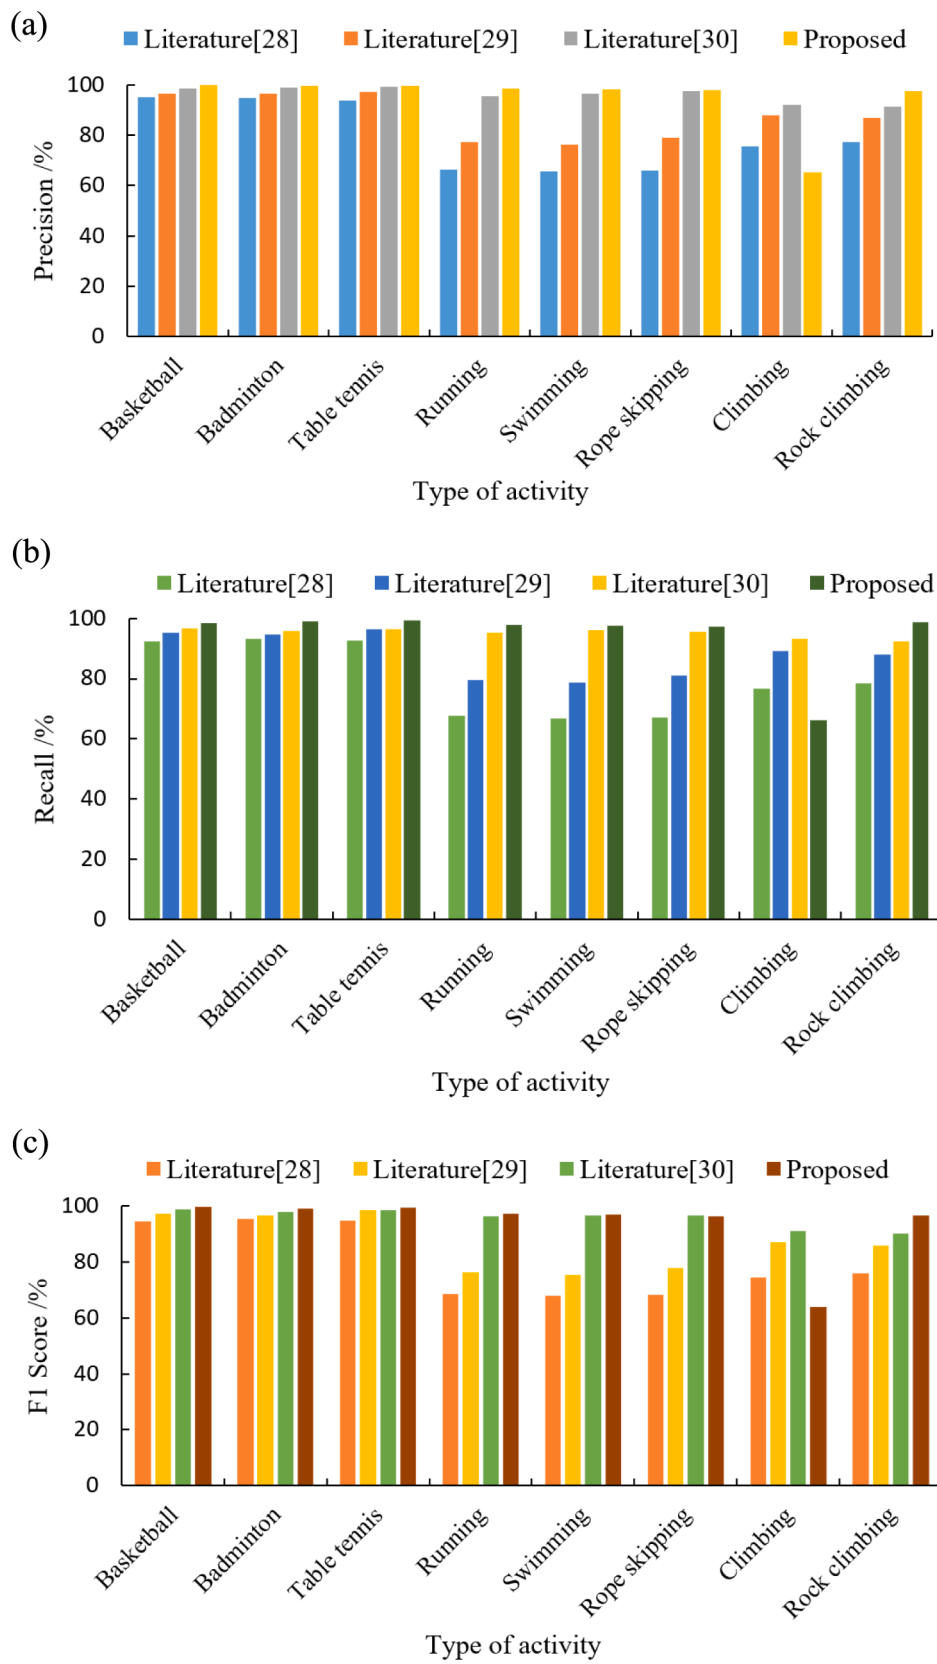 (a)
Literature[28] Literature[29] Literature[30] Proposed
100
80
60
40
20
0
Precision /%
Basketball Badminton Table tennis Running Swimming Rope skipping Climbing Rock climbing
Type of activity
(b)
Literature[28] Literature[29] Literature[30] Proposed
100
80
60
40
20
0
Recall /%
Basketball Badminton Table tennis Running Swimming Rope skipping Climbing Rock climbing
Type of activity
(c)
Literature[28] Literature[29] Literature[30] Proposed
100
80
60
40
20
0
F1 Score /%
Basketball Badminton Table tennis Running Swimming Rope skipping Climbing Rock climbing
Type of activity